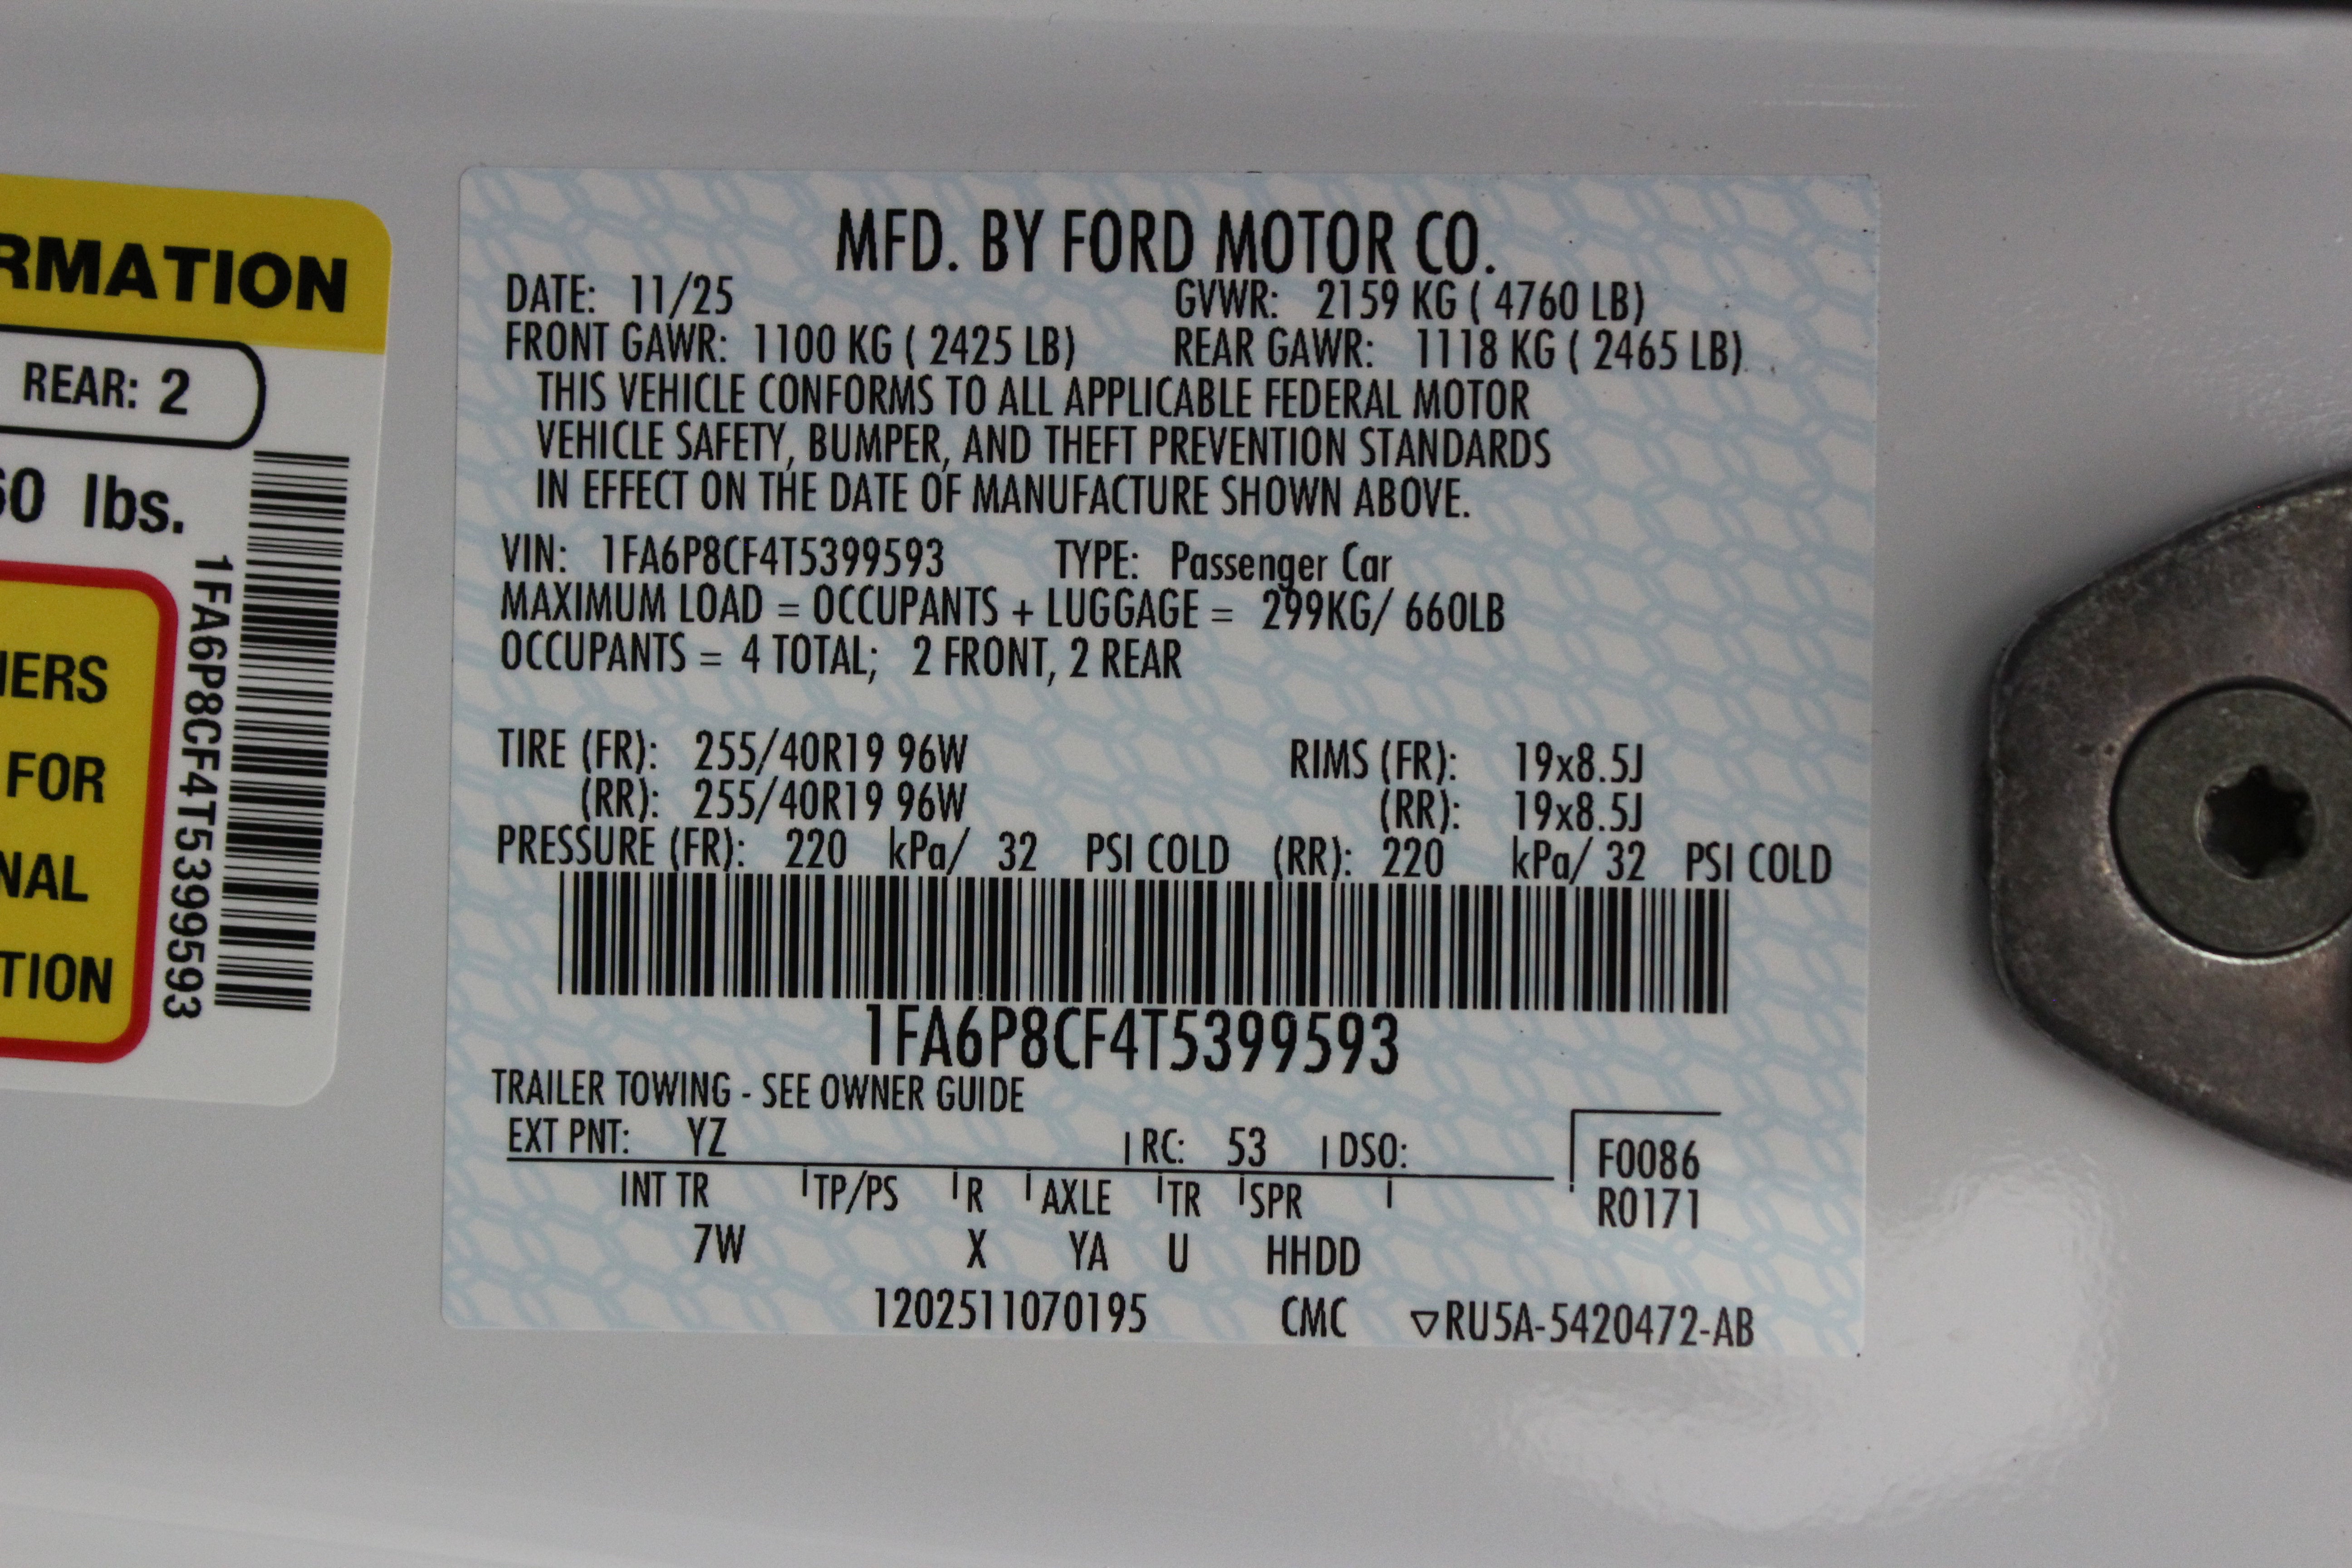 RMATION
REAR: 2
60 lbs.
IERS
FOR
NAL
TION
1FA6P8CF4T5399593
MFD. BY FORD MOTOR CO.
DATE: 11/25 GVWR: 2159 KG ( 4760 LB)
FRONT GAWR: 1100 KG ( 2425 LB) REAR GAWR: 1118 KG ( 2465 LB)
THIS VEHICLE CONFORMS TO ALL APPLICABLE FEDERAL MOTOR
VEHICLE SAFETY, BUMPER, AND THEFT PREVENTION STANDARDS
IN EFFECT ON THE DATE OF MANUFACTURE SHOWN ABOVE.
VIN: 1FA6P8CF4T5399593 TYPE: Passenger Car
MAXIMUM LOAD = OCCUPANTS + LUGGAGE = 299KG/ 660LB
OCCUPANTS = 4 TOTAL; 2 FRONT, 2 REAR
TIRE (FR): 255/40R19 96W RIMS (FR): 19x8.5J
(RR): 255/40R19 96W (RR): 19x8.5J
PRESSURE (FR): 220 kPa/ 32 PSI COLD (RR): 220 kPa/ 32 PSI COLD
1FA6P8CF4T5399593
TRAILER TOWING - SEE OWNER GUIDE
EXT PNT: YZ RC: 53 DSO: F0086
INT TR TP/PS R AXLE TR SPR R0171
7W X YA U HHDD
1202511070195 CMC ▽RU5A-5420472-AB